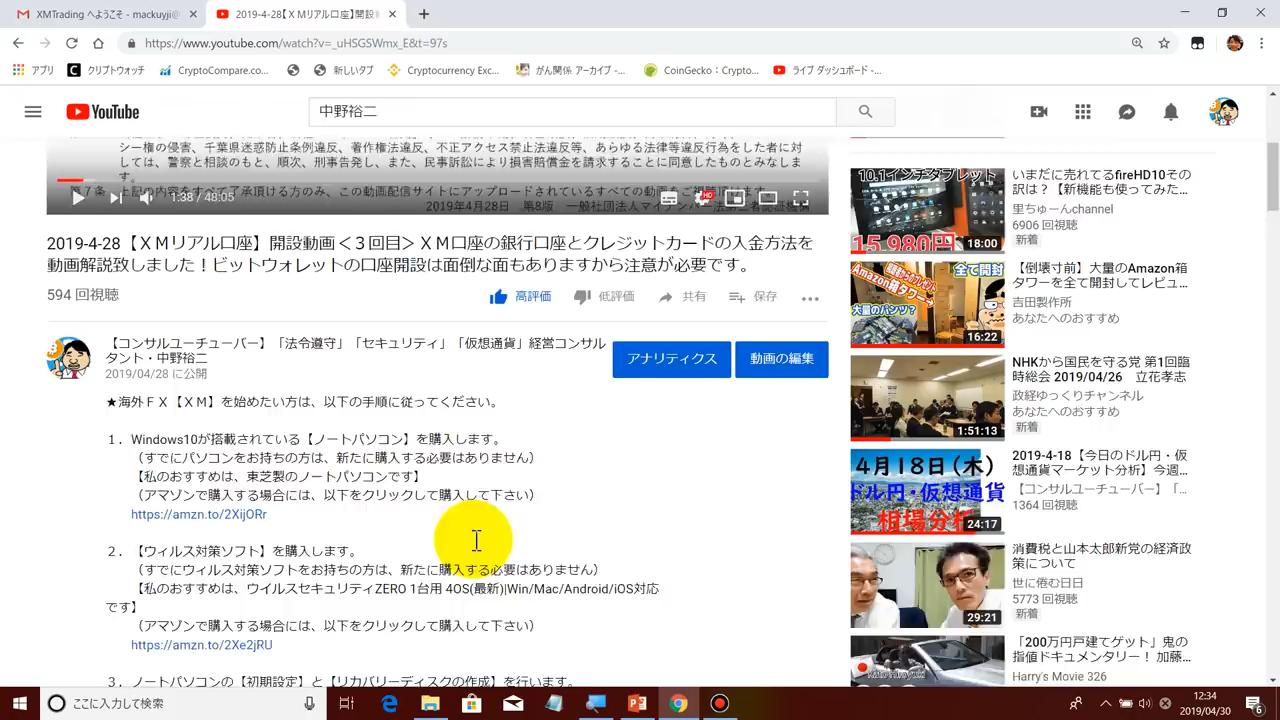 XMTrading へようこそ - mackuyji@
2019-4-28【ＸＭリアル口座】開設動
https://www.youtube.com/watch?v=_uHSGSWmx_E&t=97s
アプリ
クリプトウォッチ
CryptoCompare.co...
新しいタブ
Cryptocurrency Exc...
がん関係 アーカイブ -...
CoinGecko：Crypto...
ライブ ダッシュボード -...
YouTube
中野裕二
シー権の侵害、千葉県迷惑防止条例違反、著作権法違反、不正アクセス禁止法違反等、あらゆる法律等違反行為をした者に対
しては、警察と相談のもと、順次、刑事告発し、また、民事訴訟により損害賠償金を請求することに同意したものとみなしま
す。
1:38 / 48:05
HD
2019年4月28日　第8版
2019-4-28【ＸＭリアル口座】開設動画＜３回目＞ＸＭ口座の銀行口座とクレジットカードの入金方法を
動画解説致しました！ビットウォレットの口座開設は面倒な面もありますから注意が必要です。
594 回視聴
高評価
低評価
共有
保存
【コンサルユーチューバー】「法令遵守」「セキュリティ」「仮想通貨」経営コンサル
タント・中野裕二
2019/04/28 に公開
アナリティクス
動画の編集
★海外ＦＸ【ＸＭ】を始めたい方は、以下の手順に従ってください。
１．Windows10が搭載されている【ノートパソコン】を購入します。
（すでにパソコンをお持ちの方は、新たに購入する必要はありません）
【私のおすすめは、東芝製のノートパソコンです】
（アマゾンで購入する場合には、以下をクリックして購入して下さい）
https://amzn.to/2XijORr
２．【ウィルス対策ソフト】を購入します。
（すでにウィルス対策ソフトをお持ちの方は、新たに購入する必要はありません）
【私のおすすめは、ウイルスセキュリティZERO 1台用 4OS(最新)|Win/Mac/Android/iOS対応
です】
（アマゾンで購入する場合には、以下をクリックして購入して下さい）
https://amzn.to/2Xe2jRU
３．ノートパソコンの【初期設定】と【リカバリーディスクの作成】を行います。
10.1インチタブレット
15,980円
18:00
いまだに売れてるfireHD10その
訳は？【新機能も使ってみた...
里ちゅーんchannel
6906 回視聴
新着
Amazon箱タワー
全て開封
大量のパンツ?
16:22
【倒壊寸前】大量のAmazon箱
タワーを全て開封してレビュ...
吉田製作所
あなたへのおすすめ
1:51:13
NHKから国民を守る党 第1回臨
時総会 2019/04/26　立花孝志
政経ゆっくりチャンネル
あなたへのおすすめ
新着
4月18日(木)
ドル円・仮想通貨
相場分析
24:17
2019-4-18【今日のドル円・仮
想通貨マーケット分析】今週...
【コンサルユーチューバー】「...
1364 回視聴
29:21
消費税と山本太郎新党の経済政
策について
世に倦む日日
5773 回視聴
新着
「200万円戸建てゲット」鬼の
指値ドキュメンタリー！ 加藤...
Harry's Movie 326
ここに入力して検索
12:34
2019/04/30
6